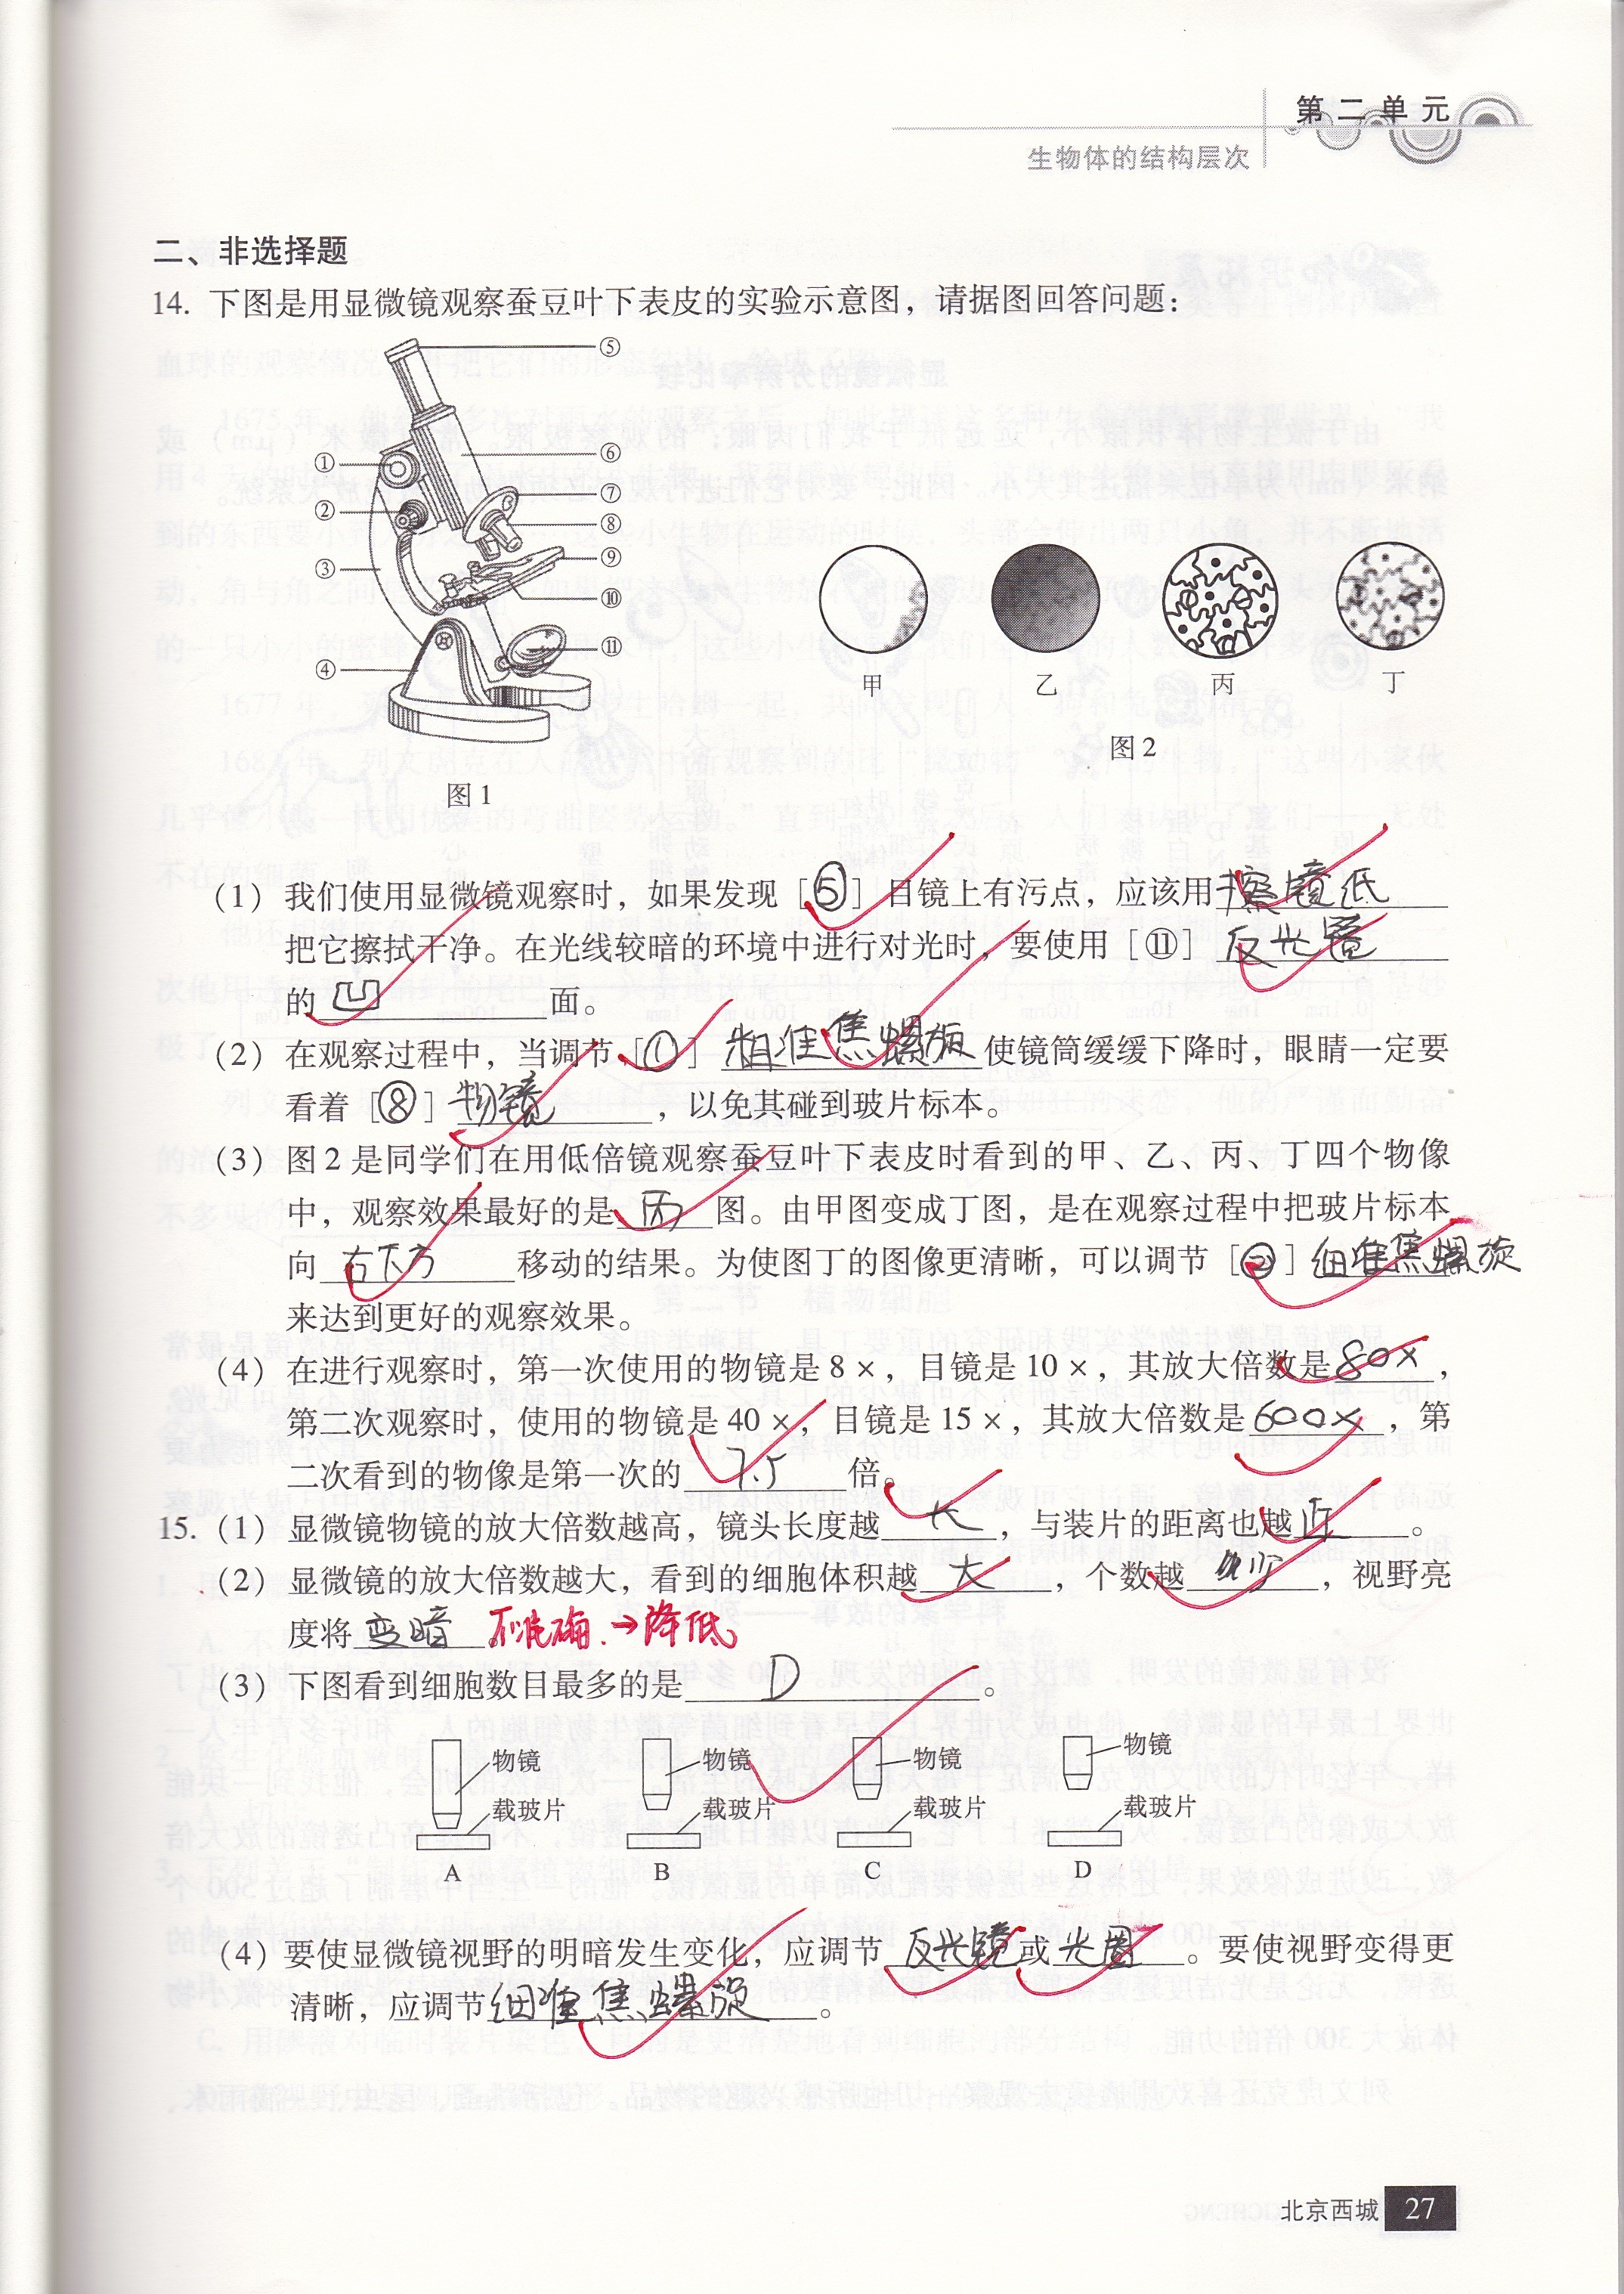 第二单元
生物体的结构层次
二、非选择题
14. 下图是用显微镜观察蚕豆叶下表皮的实验示意图，请据图回答问题：
⑤
① ⑥
② ⑦
⑧
③ ⑨
⑩
④ ⑪
甲 乙 丙 丁
图2
图1
（1）我们使用显微镜观察时，如果发现［⑤］目镜上有污点，应该用擦镜低
把它擦拭干净。在光线较暗的环境中进行对光时，要使用［⑪］反光镜
的凹面。
（2）在观察过程中，当调节［①］粗准焦螺旋使镜筒缓缓下降时，眼睛一定要
看着［⑧］物镜，以免其碰到玻片标本。
（3）图2是同学们在用低倍镜观察蚕豆叶下表皮时看到的甲、乙、丙、丁四个物像
中，观察效果最好的是丙图。由甲图变成丁图，是在观察过程中把玻片标本
向右下方移动的结果。为使图丁的图像更清晰，可以调节［②］细准焦螺旋
来达到更好的观察效果。
（4）在进行观察时，第一次使用的物镜是8×，目镜是10×，其放大倍数是80×，
第二次观察时，使用的物镜是40×，目镜是15×，其放大倍数是600×，第
二次看到的物像是第一次的7.5倍。
15.（1）显微镜物镜的放大倍数越高，镜头长度越长，与装片的距离也越近。
（2）显微镜的放大倍数越大，看到的细胞体积越大，个数越少，视野亮
度将变暗。不准确.→降低
（3）下图看到细胞数目最多的是D。
物镜 物镜 物镜 物镜
载玻片 载玻片 载玻片 载玻片
A B C D
（4）要使显微镜视野的明暗发生变化，应调节反光镜或光圈。要使视野变得更
清晰，应调节细准焦螺旋。
北京西城 27